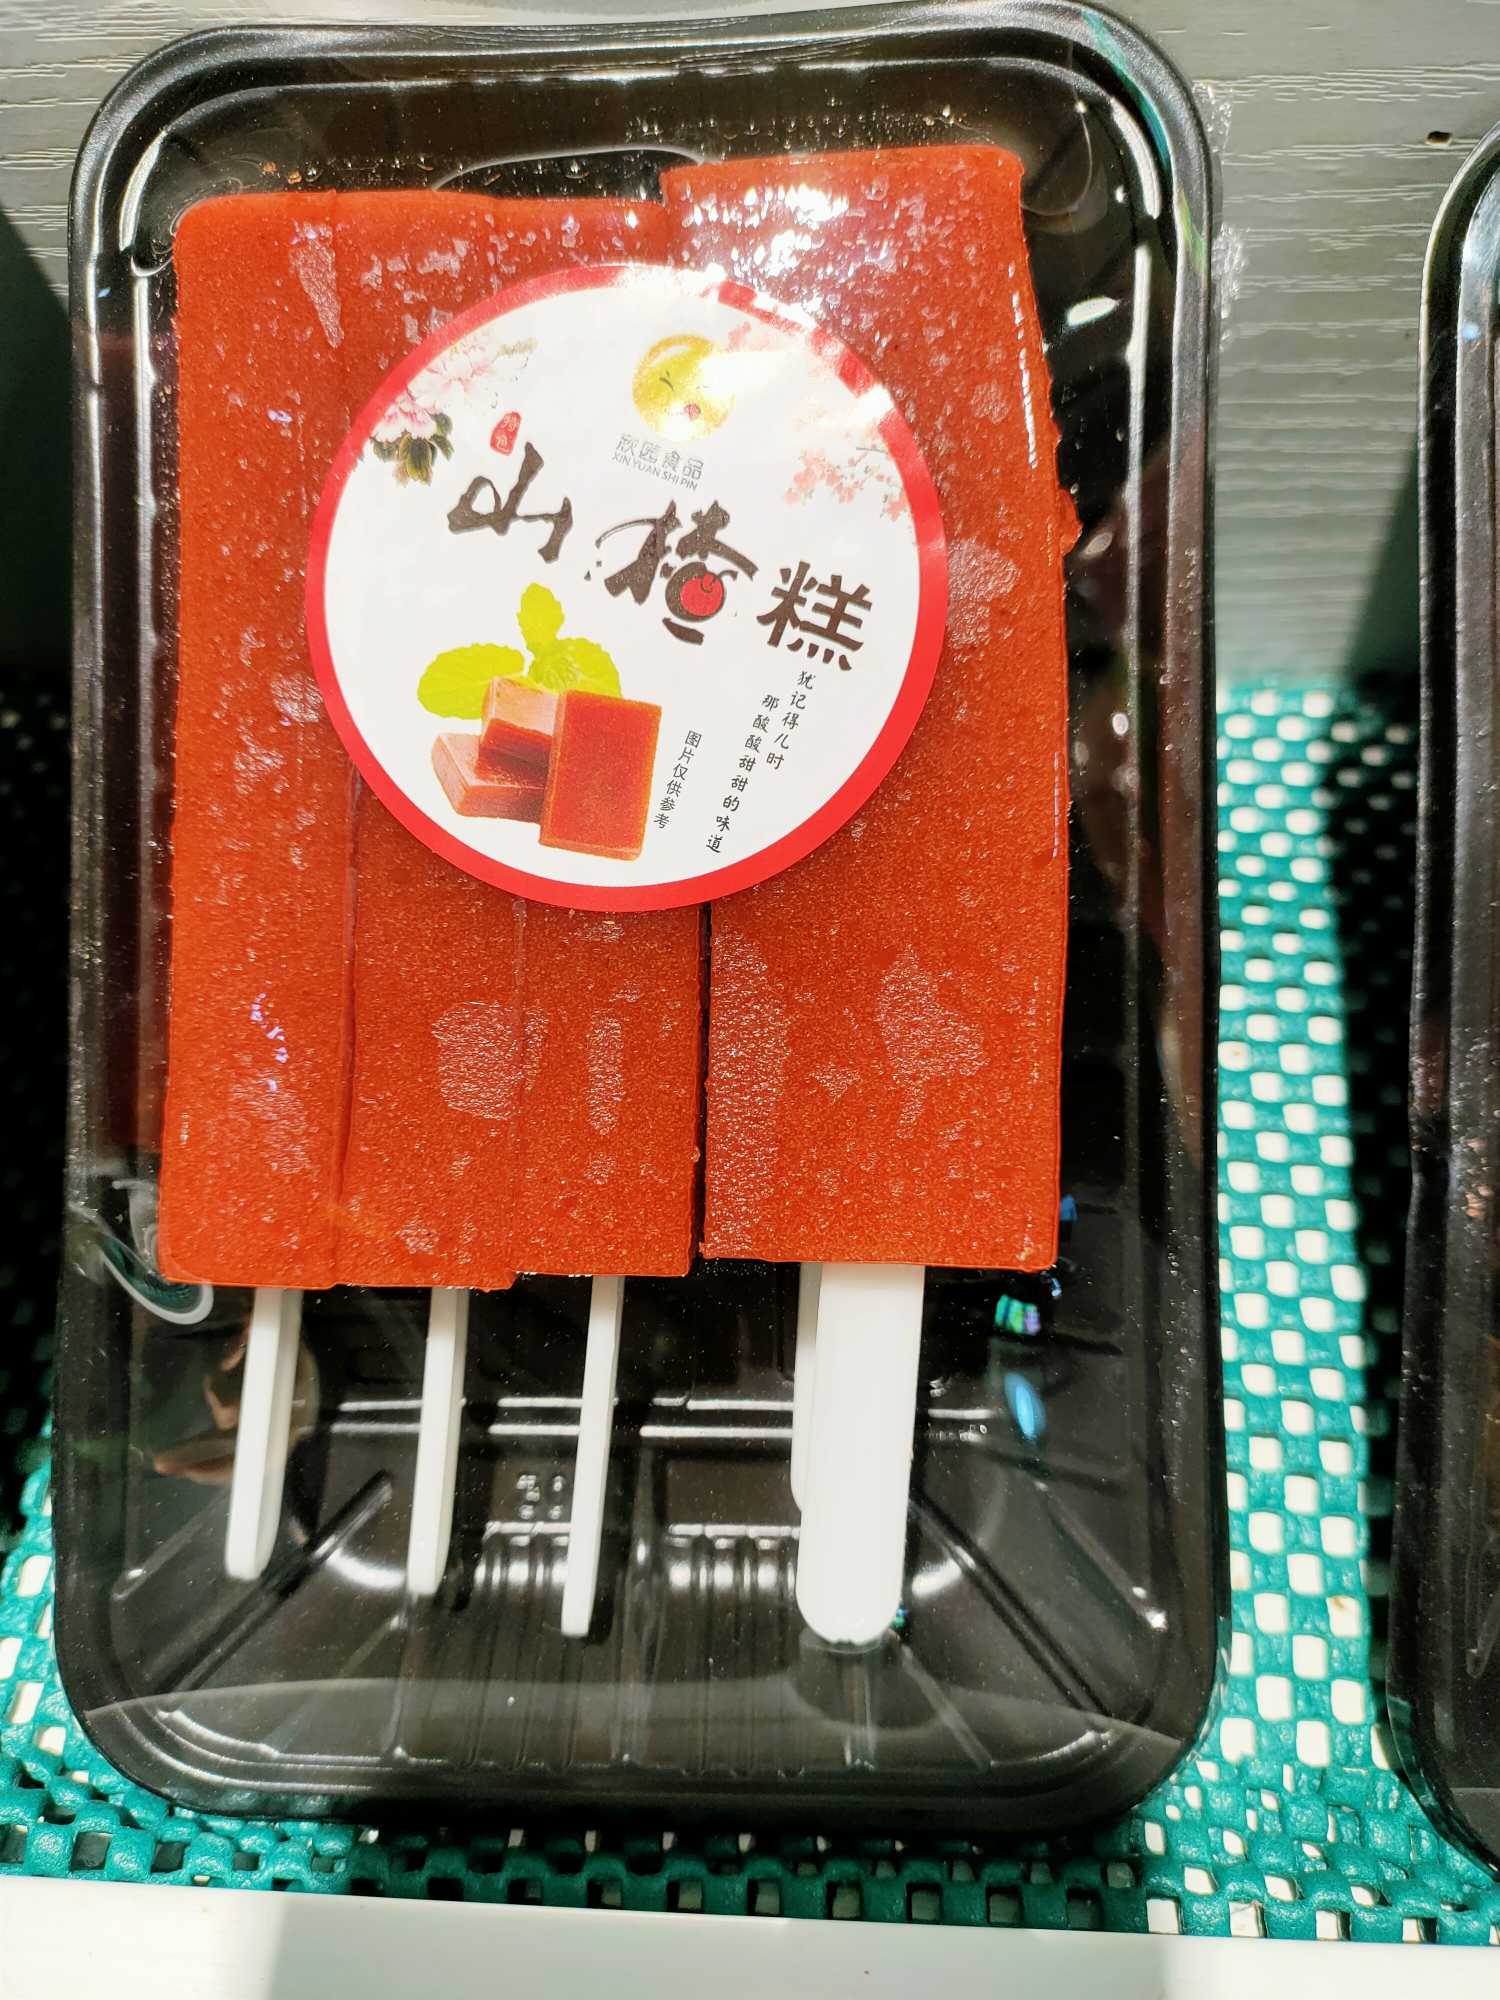 欣园食品
XIN YUAN SHI PIN
山楂糕
犹记得儿时
那酸酸甜甜的味道
图片仅供参考